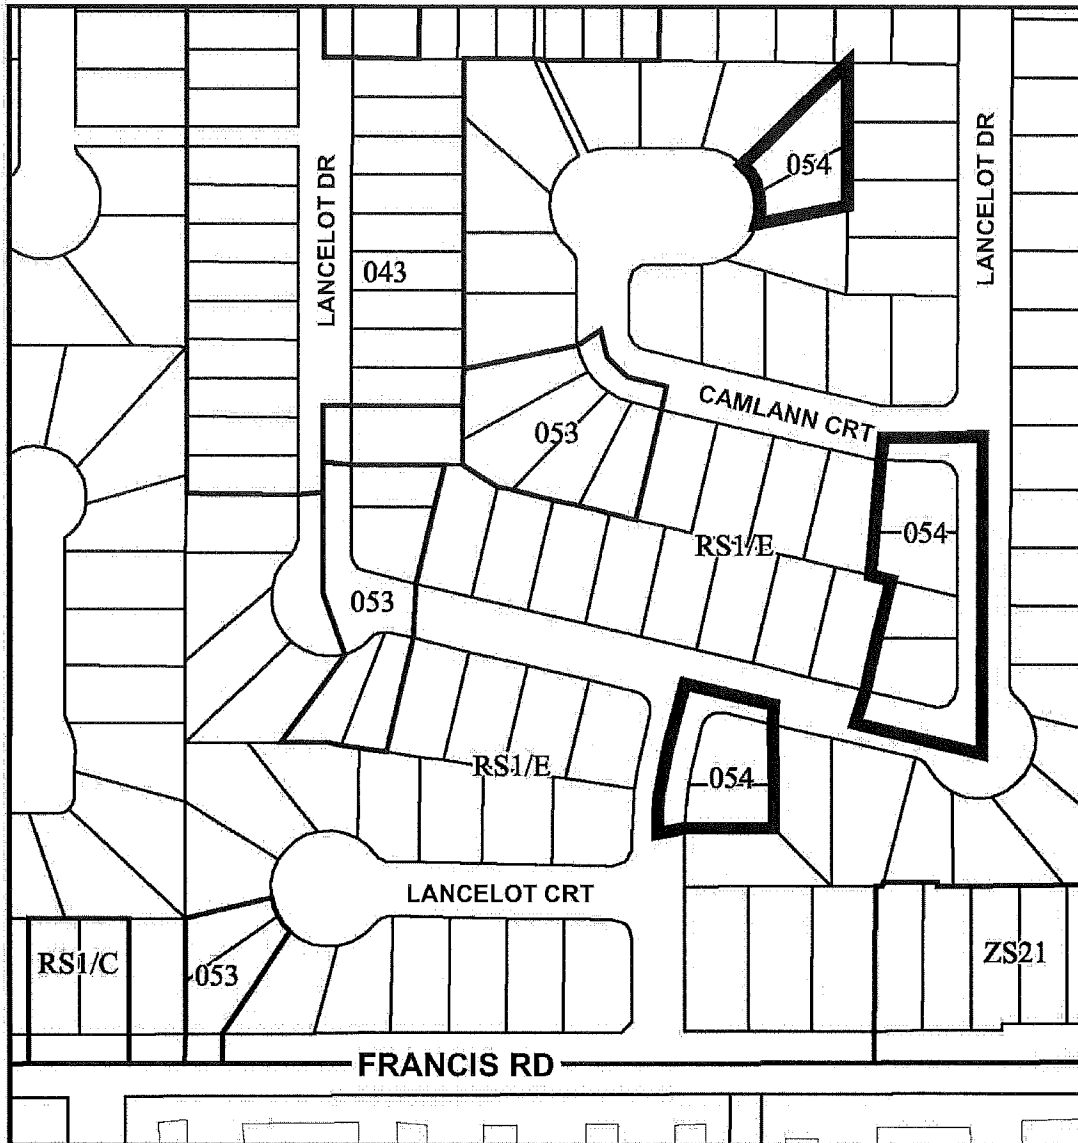 054
LANCELOT DR
LANCELOT DR
043
CAMLANN CRT
053
054
RS1/E
053
RS1/E
054
LANCELOT CRT
RS1/C
053
ZS21
FRANCIS RD